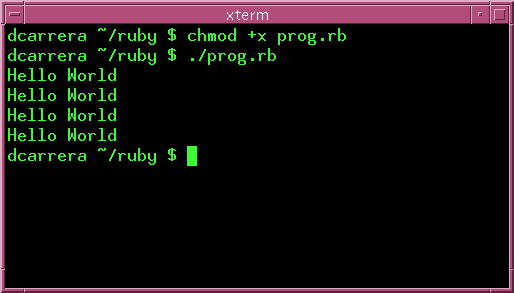 xterm
dcarrera ~/ruby $ chmod +x prog.rb
dcarrera ~/ruby $ ./prog.rb
Hello World
Hello World
Hello World
Hello World
dcarrera ~/ruby $